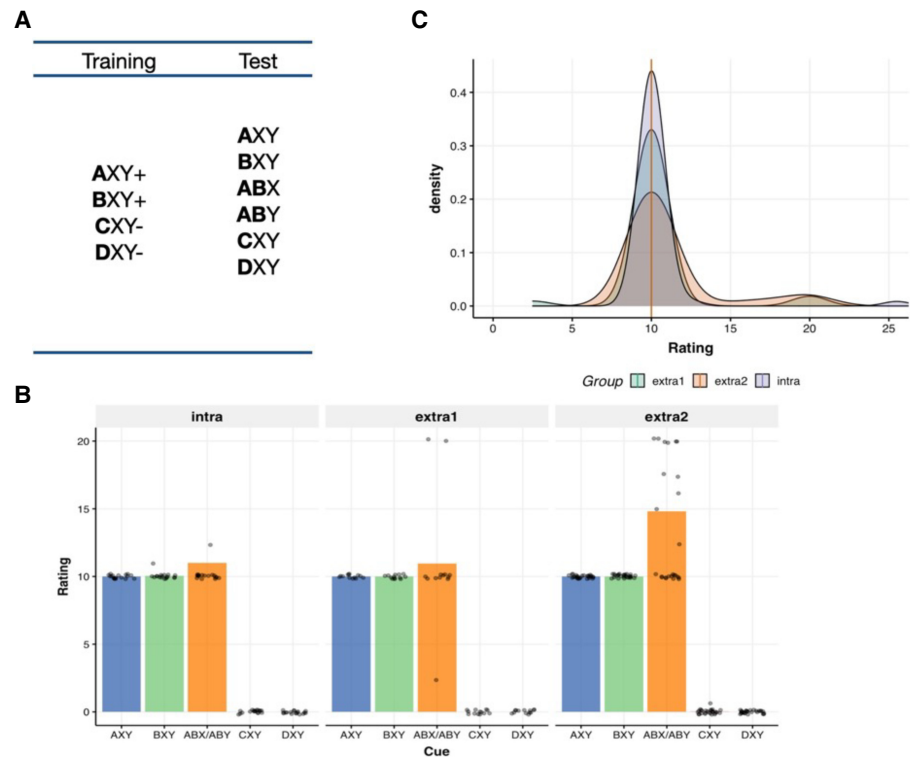 A
Training Test
AXY+
BXY+
CXY-
DXY-
AXY
BXY
ABX
ABY
CXY
DXY
C
density
0.4
0.3
0.2
0.1
0.0
0 5 10 15 20 25
Rating
Group extra1 extra2 intra
B
intra extra1 extra2
Rating
20
15
10
5
0
AXY BXY ABX/ABY CXY DXY AXY BXY ABX/ABY CXY DXY AXY BXY ABX/ABY CXY DXY
Cue